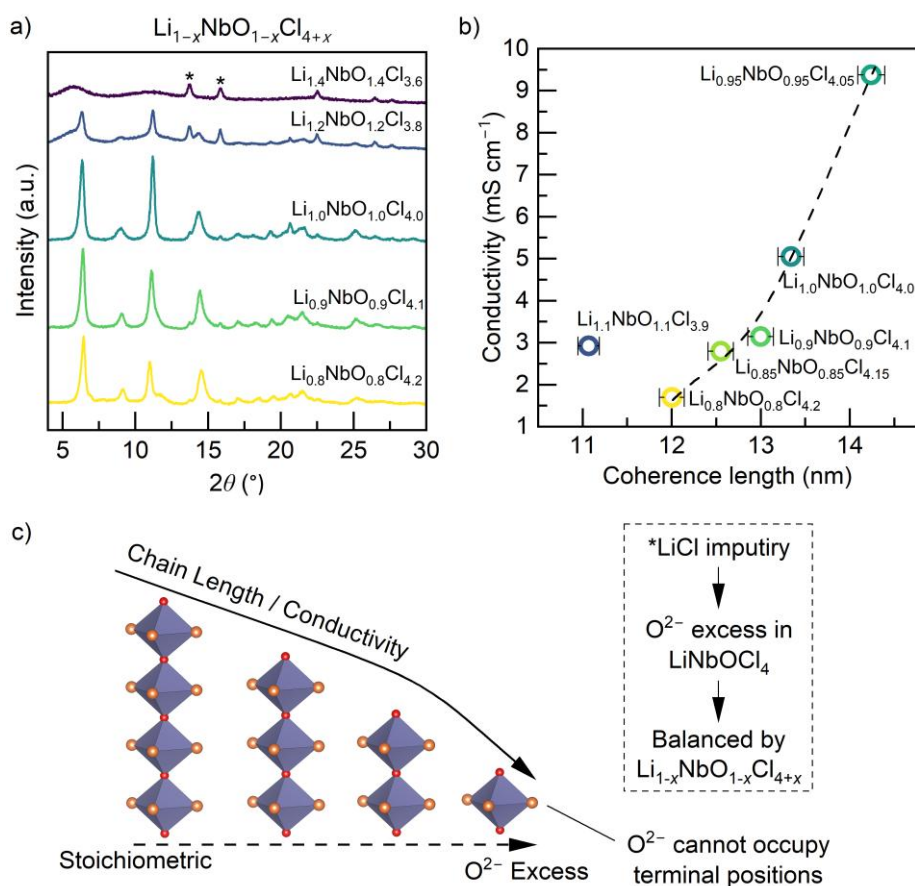 a)
Li1−xNbO1−xCl4+x
Li1.4NbO1.4Cl3.6
* *
Li1.2NbO1.2Cl3.8
Li1.0NbO1.0Cl4.0
Li0.9NbO0.9Cl4.1
Li0.8NbO0.8Cl4.2
Intensity (a.u.)
5 10 15 20 25 30
2θ (°)
b)
10
9
8
7
6
5
4
3
2
1
Conductivity (mS cm−1)
Li0.95NbO0.95Cl4.05
Li1.0NbO1.0Cl4.0
Li1.1NbO1.1Cl3.9
Li0.9NbO0.9Cl4.1
Li0.85NbO0.85Cl4.15
Li0.8NbO0.8Cl4.2
11 12 13 14
Coherence length (nm)
c)
Chain Length / Conductivity
Stoichiometric
O2− Excess
*LiCl imputiry
O2− excess in
LiNbOCl4
Balanced by
Li1−xNbO1−xCl4+x
O2− cannot occupy
terminal positions